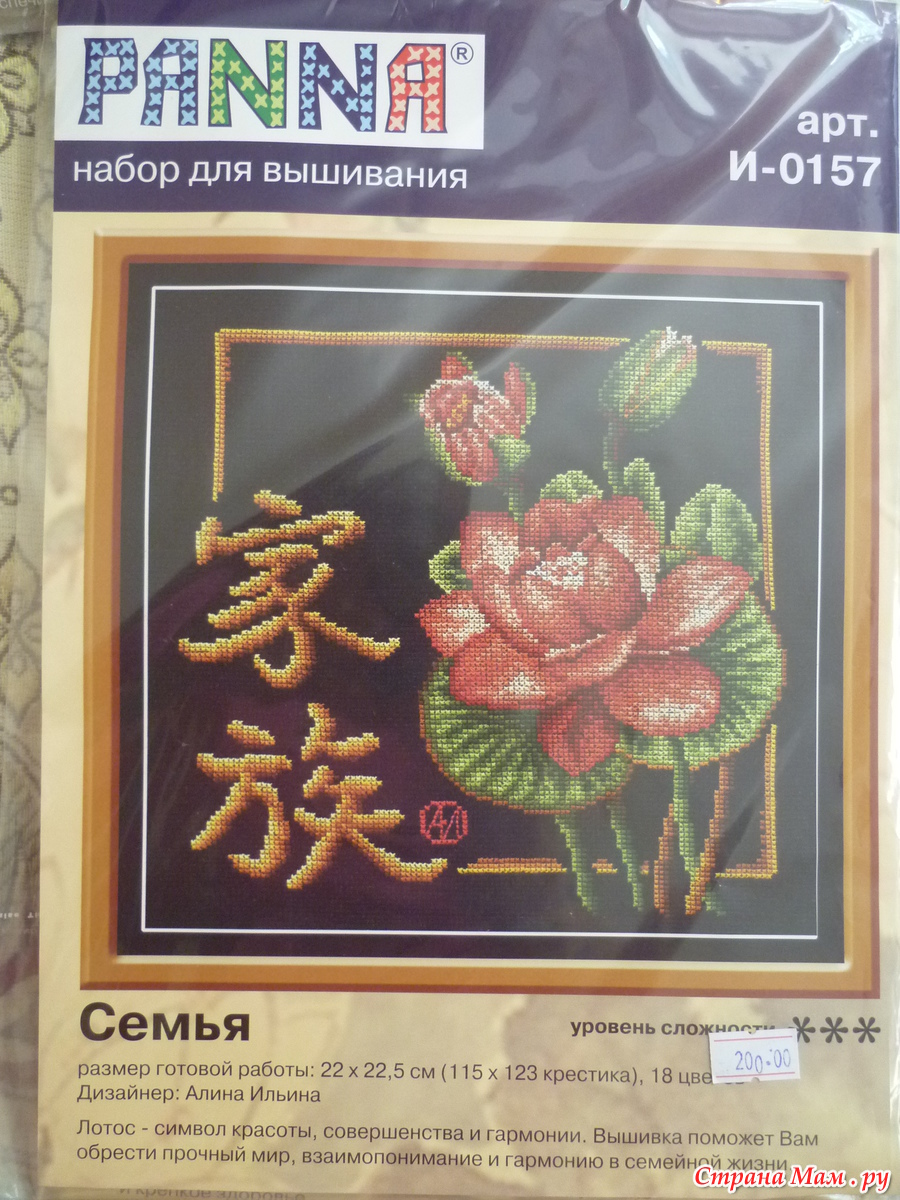 PANNA®
набор для вышивания
арт.
И-0157
家
族
АИ
Семья
уровень сложности ***
200.00
размер готовой работы: 22 х 22,5 см (115 х 123 крестика), 18 цве
Дизайнер: Алина Ильина
Лотос - символ красоты, совершенства и гармонии. Вышивка поможет Вам
обрести прочный мир, взаимопонимание и гармонию в семейной жизни
Страна Мам.ру